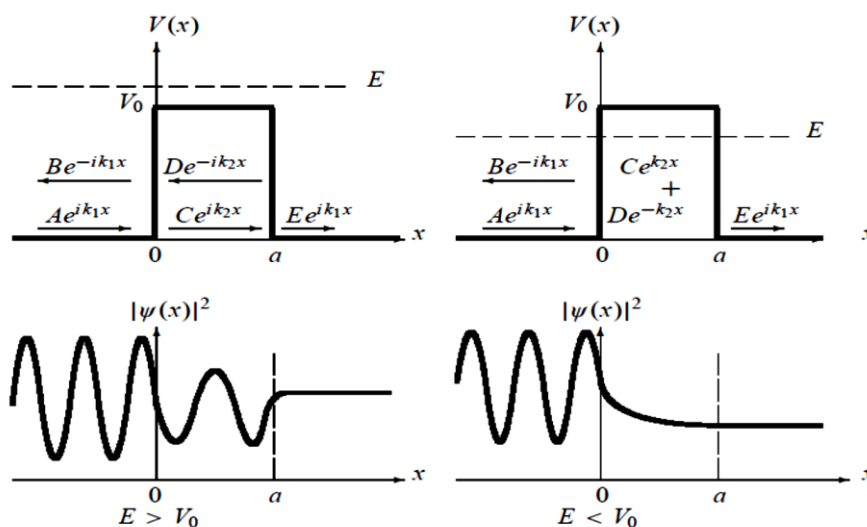 V(x) V(x)
E
V₀ V₀
E
Be^{-ik₁x} De^{-ik₂x} Be^{-ik₁x} Ce^{k₂x}
+
Ae^{ik₁x} Ce^{ik₂x} Ee^{ik₁x} Ae^{ik₁x} De^{-k₂x} Ee^{ik₁x}
x x
0 a 0 a
|ψ(x)|² |ψ(x)|²
x x
0 a 0 a
E > V₀ E < V₀